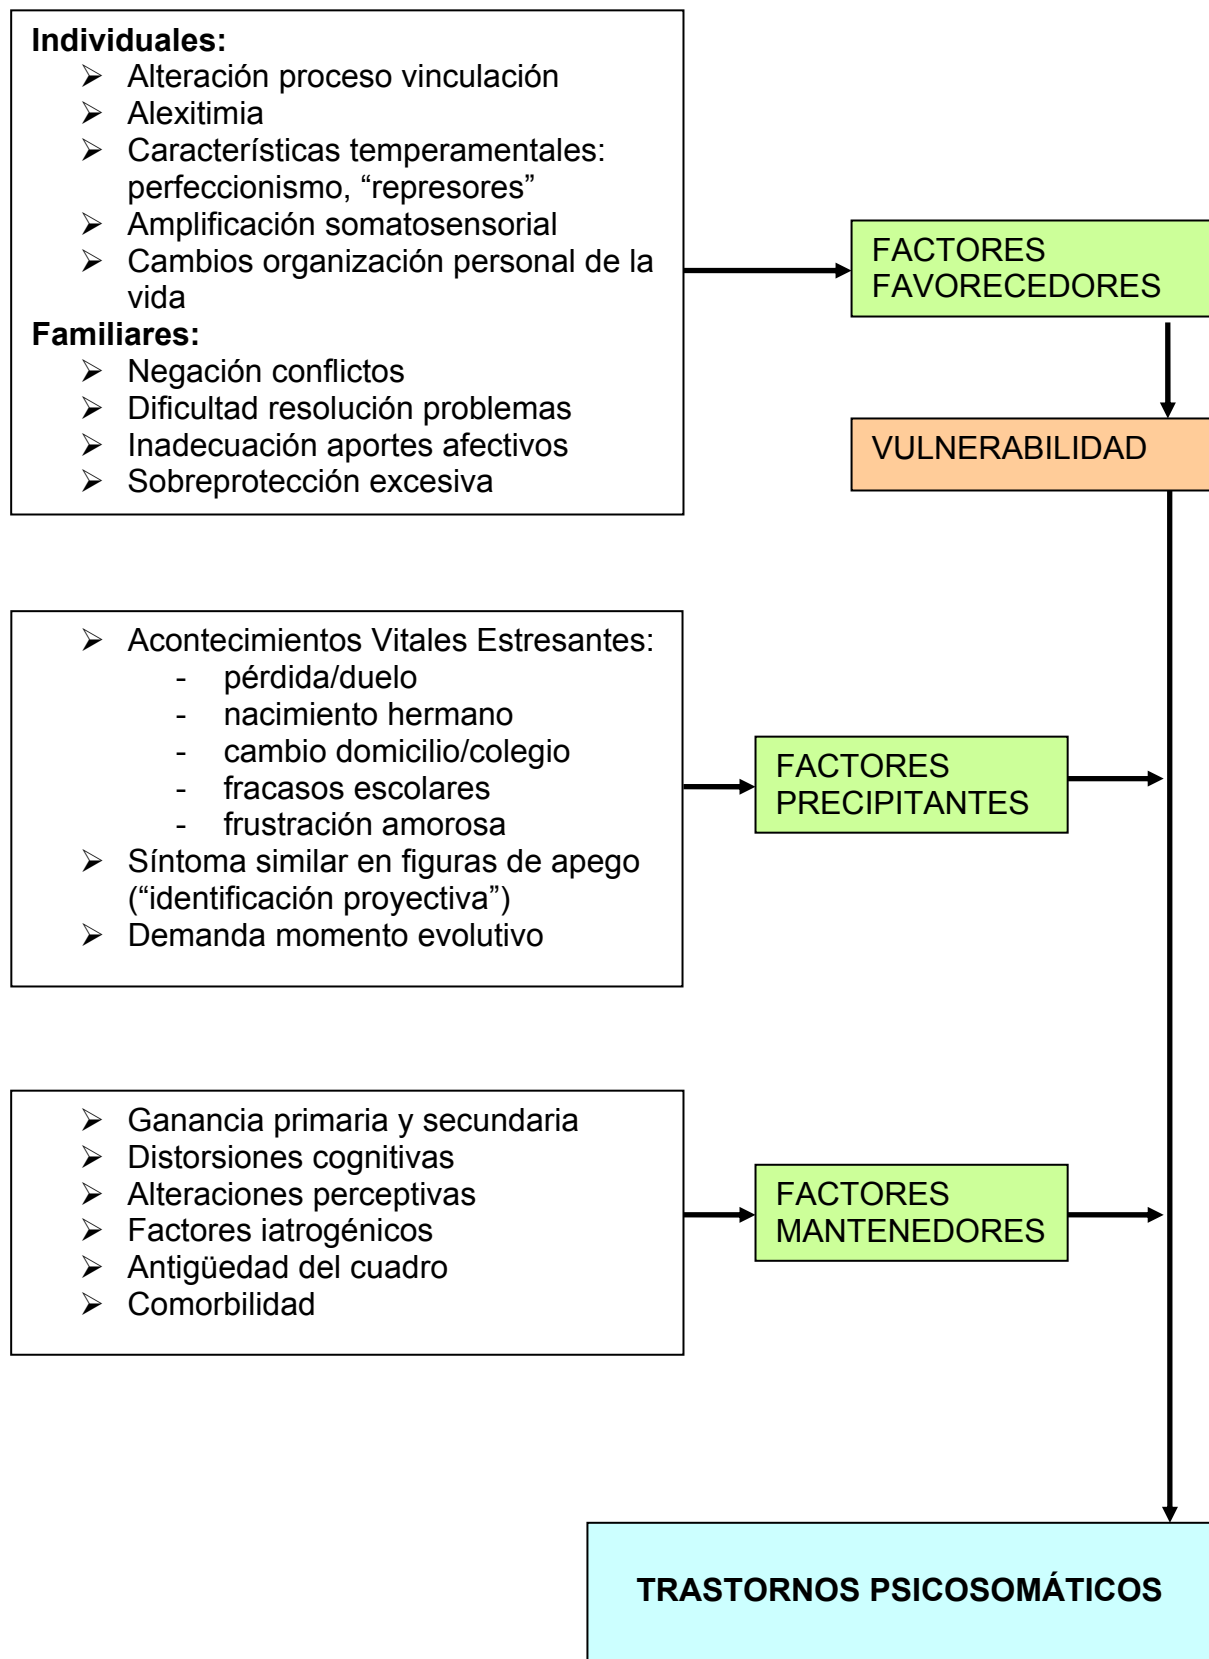 Individuales:
➢ Alteración proceso vinculación
➢ Alexitimia
➢ Características temperamentales:
perfeccionismo, “represores”
➢ Amplificación somatosensorial
➢ Cambios organización personal de la
vida
Familiares:
➢ Negación conflictos
➢ Dificultad resolución problemas
➢ Inadecuación aportes afectivos
➢ Sobreprotección excesiva
FACTORES
FAVORECEDORES
VULNERABILIDAD
➢ Acontecimientos Vitales Estresantes:
- pérdida/duelo
- nacimiento hermano
- cambio domicilio/colegio
- fracasos escolares
- frustración amorosa
➢ Síntoma similar en figuras de apego
(“identificación proyectiva”)
➢ Demanda momento evolutivo
FACTORES
PRECIPITANTES
➢ Ganancia primaria y secundaria
➢ Distorsiones cognitivas
➢ Alteraciones perceptivas
➢ Factores iatrogénicos
➢ Antigüedad del cuadro
➢ Comorbilidad
FACTORES
MANTENEDORES
TRASTORNOS PSICOSOMÁTICOS